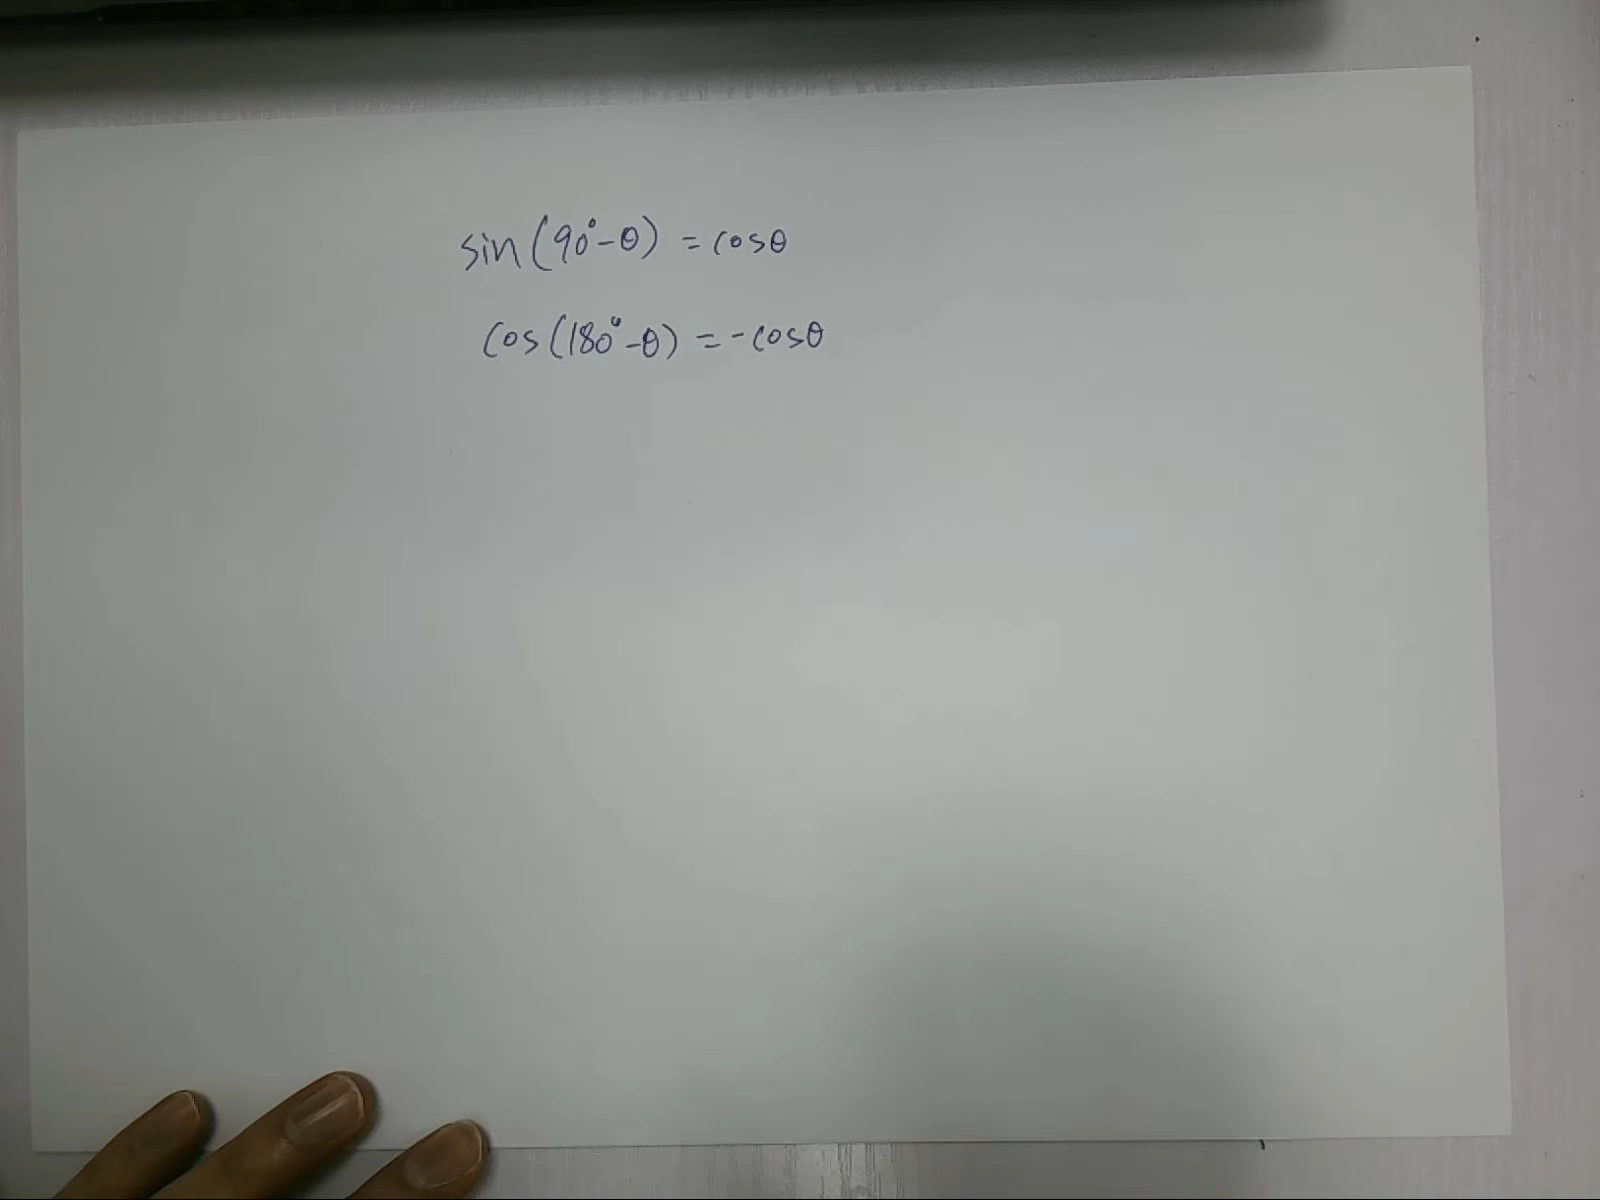 sin(90°-θ) = cosθ
cos(180°-θ) = -cosθ